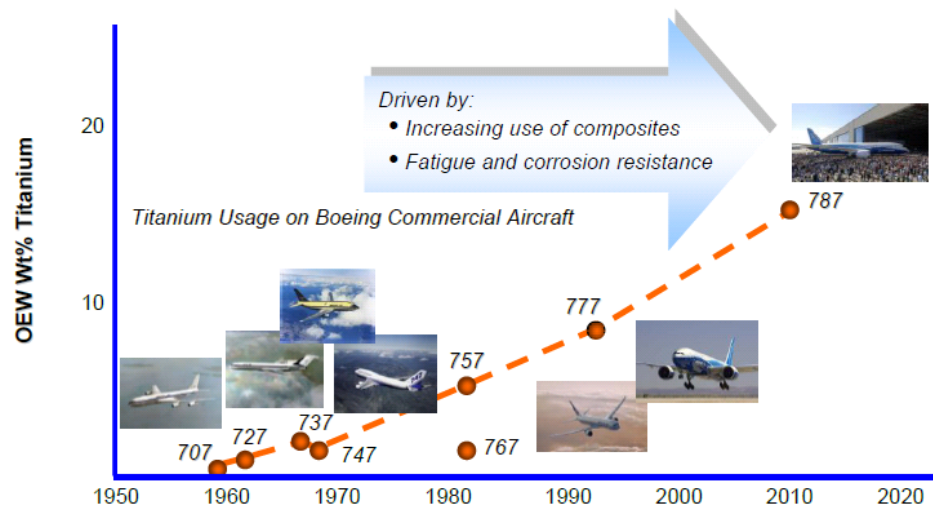 Driven by:
• Increasing use of composites
• Fatigue and corrosion resistance
20
787
Titanium Usage on Boeing Commercial Aircraft
OEW Wt% Titanium
10
777
757
737
727
707
747
767
1950 1960 1970 1980 1990 2000 2010 2020